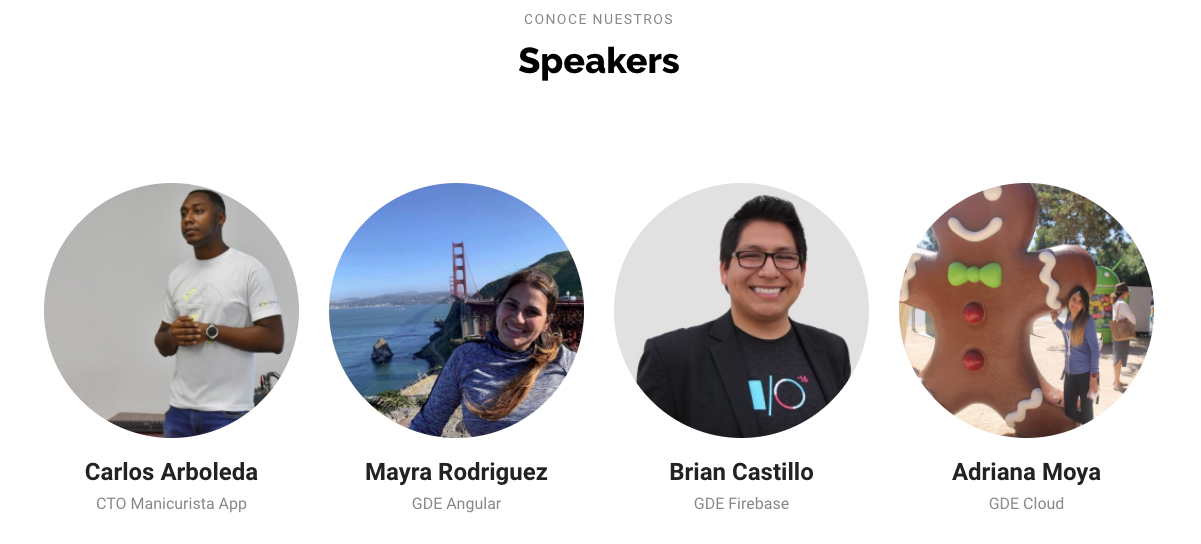 CONOCE NUESTROS
Speakers
I/O '16
Carlos Arboleda
Mayra Rodriguez
Brian Castillo
Adriana Moya
CTO Manicurista App
GDE Angular
GDE Firebase
GDE Cloud